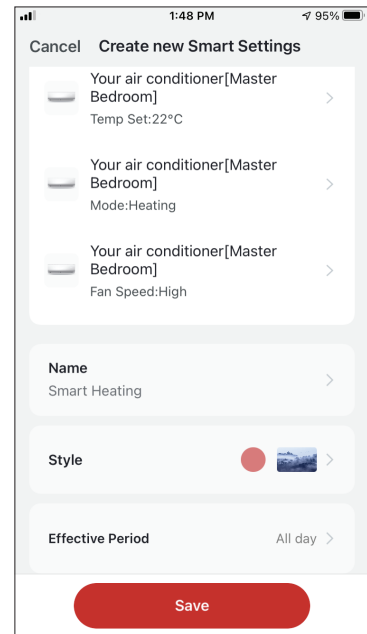 1:48 PM
95%
Cancel Create new Smart Settings
Your air conditioner[Master
Bedroom]
Temp Set:22°C
Your air conditioner[Master
Bedroom]
Mode:Heating
Your air conditioner[Master
Bedroom]
Fan Speed:High
Name
Smart Heating
Style
Effective Period All day
Save